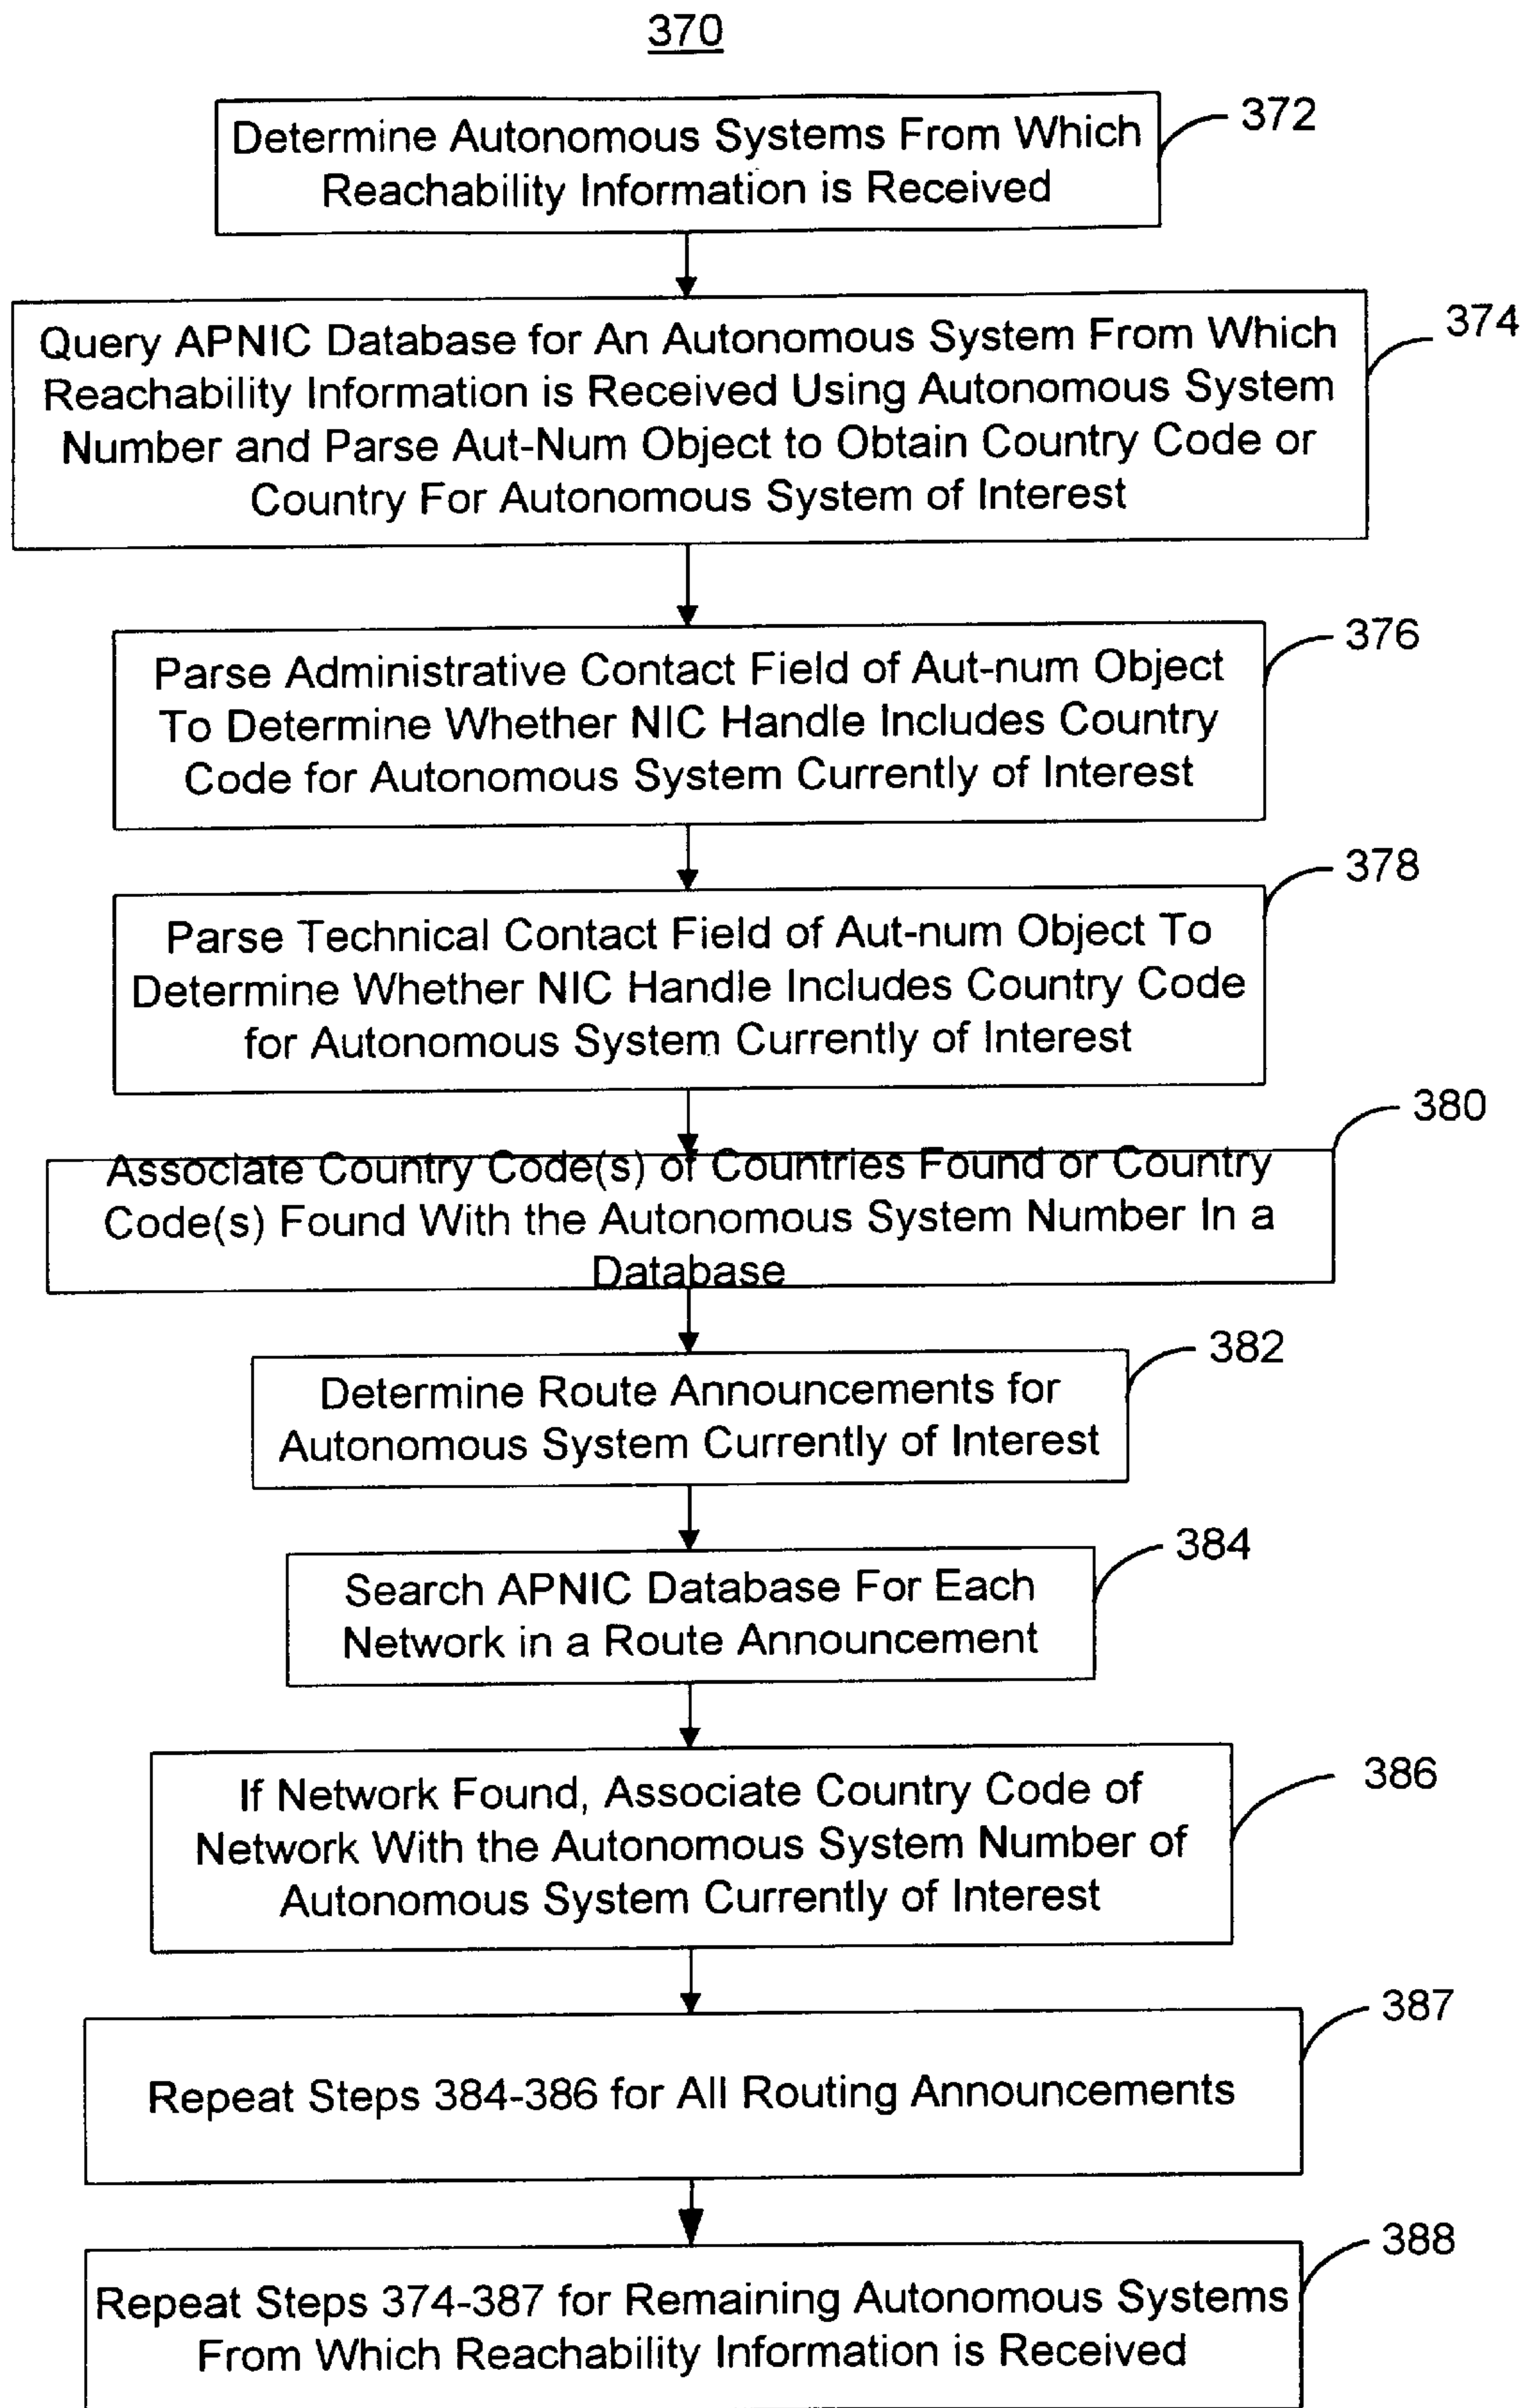 370
Determine Autonomous Systems From Which
Reachability Information is Received
372
Query APNIC Database for An Autonomous System From Which
Reachability Information is Received Using Autonomous System
Number and Parse Aut-Num Object to Obtain Country Code or
Country For Autonomous System of Interest
374
Parse Administrative Contact Field of Aut-num Object
To Determine Whether NIC Handle Includes Country
Code for Autonomous System Currently of Interest
376
Parse Technical Contact Field of Aut-num Object To
Determine Whether NIC Handle Includes Country Code
for Autonomous System Currently of Interest
378
Associate Country Code(s) of Countries Found or Country
Code(s) Found With the Autonomous System Number In a
Database
380
Determine Route Announcements for
Autonomous System Currently of Interest
382
Search APNIC Database For Each
Network in a Route Announcement
384
If Network Found, Associate Country Code of
Network With the Autonomous System Number of
Autonomous System Currently of Interest
386
Repeat Steps 384-386 for All Routing Announcements
387
Repeat Steps 374-387 for Remaining Autonomous Systems
From Which Reachability Information is Received
388